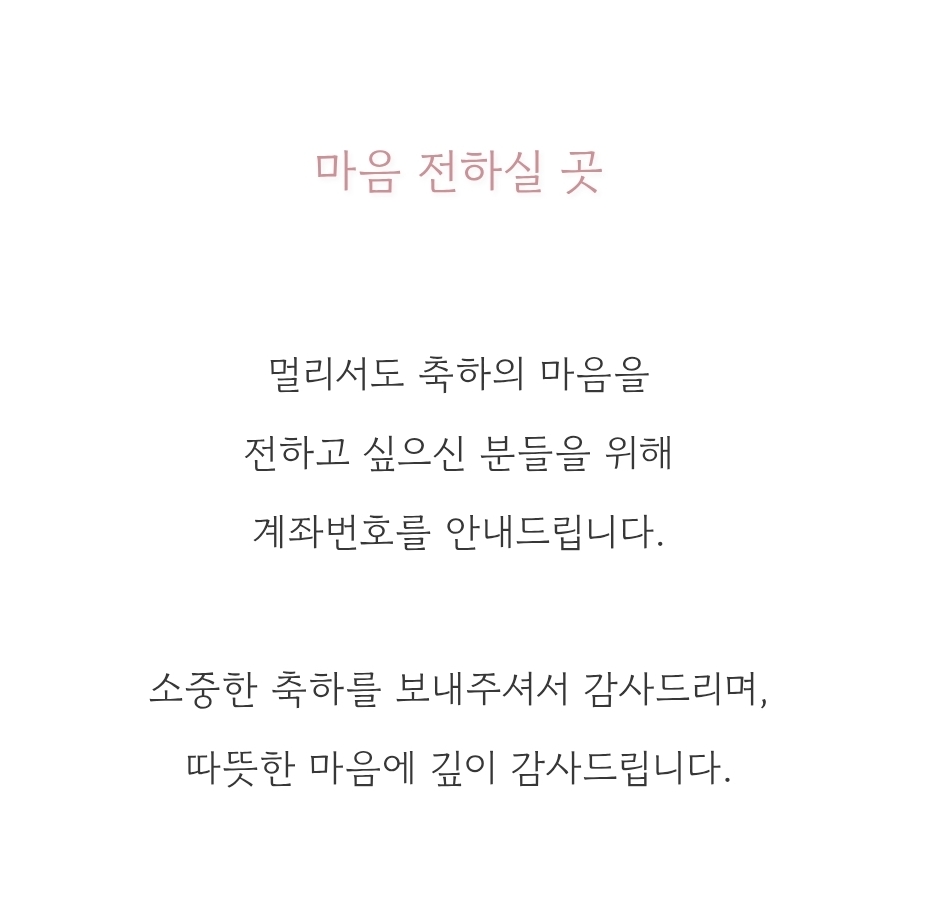 마음 전하실 곳
멀리서도 축하의 마음을
전하고 싶으신 분들을 위해
계좌번호를 안내드립니다.
소중한 축하를 보내주셔서 감사드리며,
따뜻한 마음에 깊이 감사드립니다.